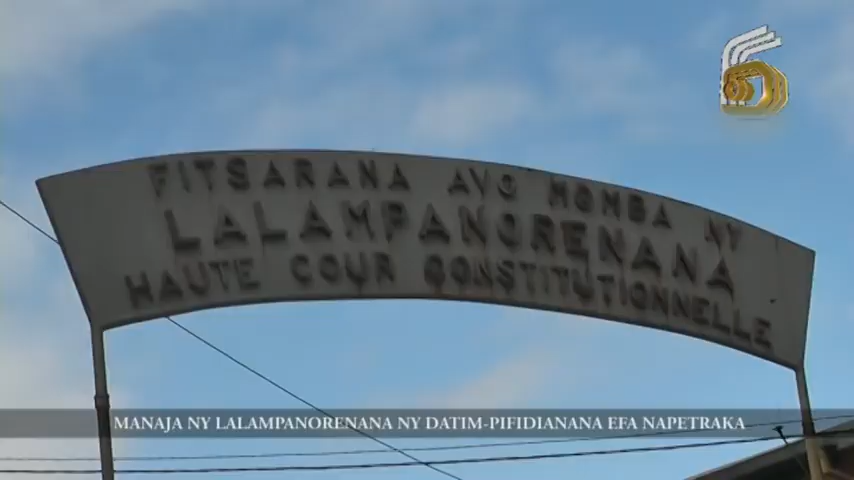 FITSARANA AVO MOMBA NY
LALAMPANORENANA
HAUTE COUR CONSTITUTIONNELLE
MANAJA NY LALAMPANORENANA NY DATIM-PIFIDIANANA EFA NAPETRAKA